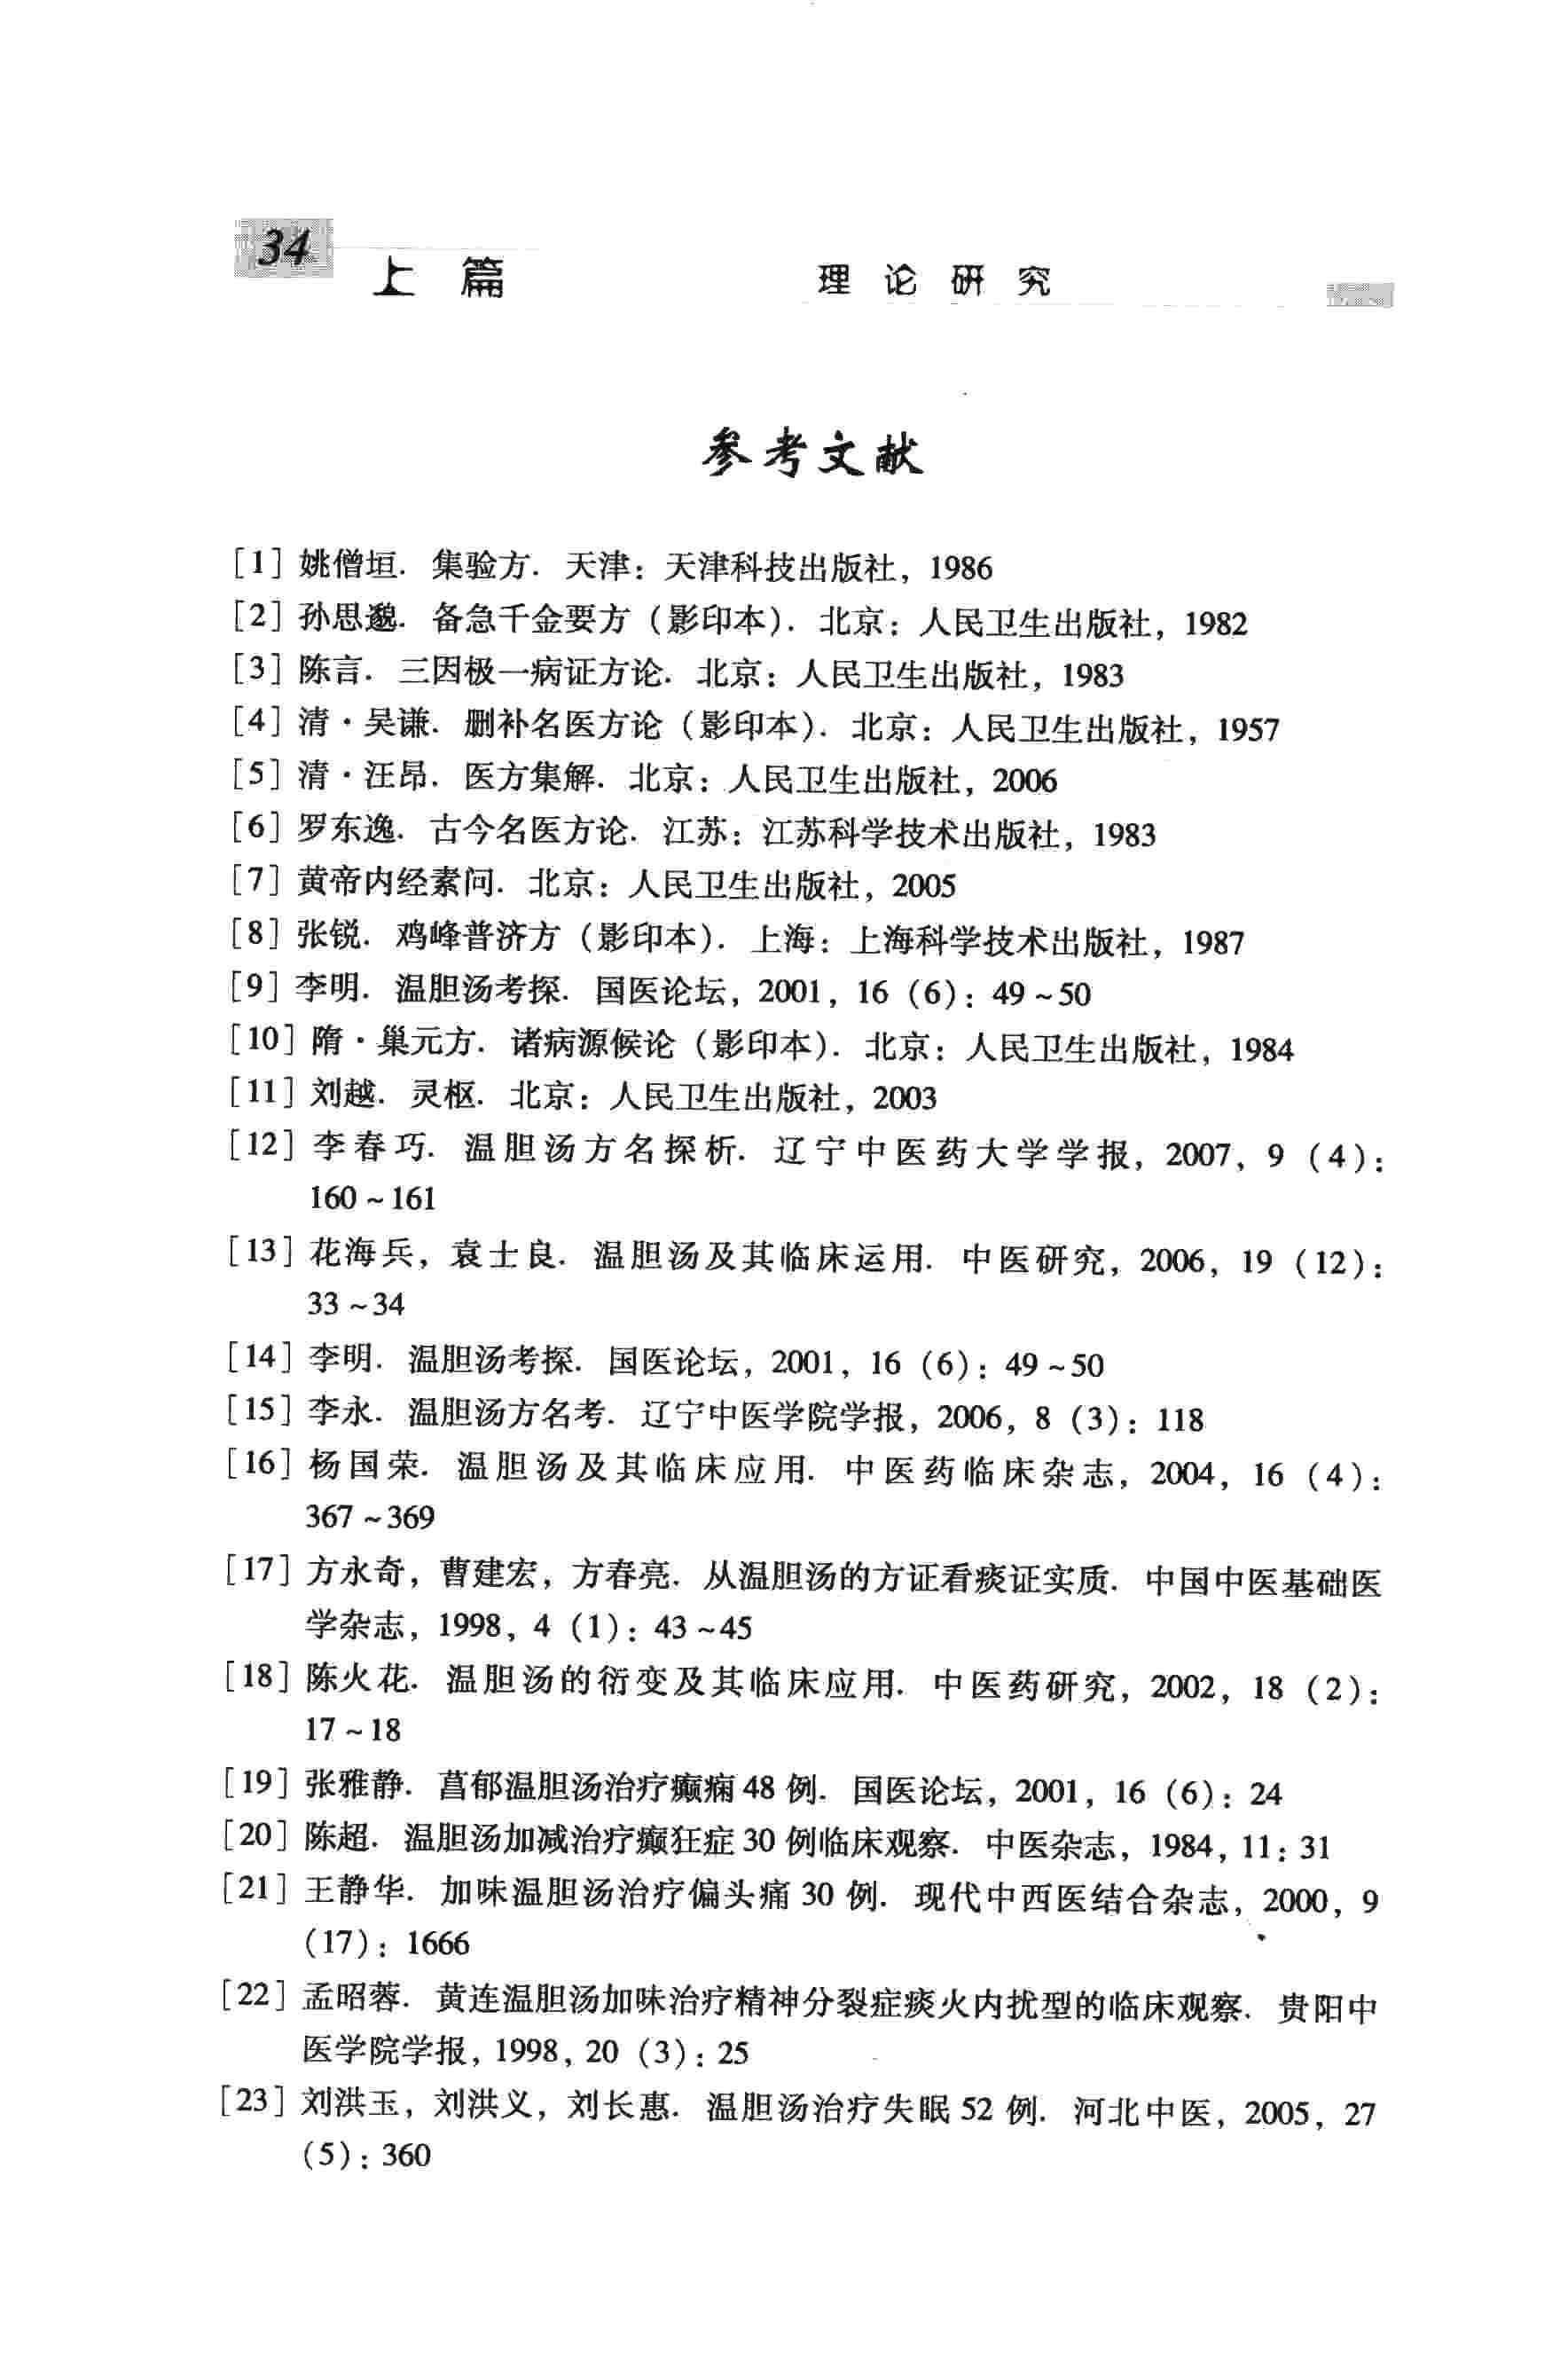 34
上 篇 理 论 研 究
参考文献
[1] 姚僧垣. 集验方. 天津: 天津科技出版社, 1986
[2] 孙思邈. 备急千金要方 (影印本). 北京: 人民卫生出版社, 1982
[3] 陈言. 三因极一病证方论. 北京: 人民卫生出版社, 1983
[4] 清·吴谦. 删补名医方论 (影印本). 北京: 人民卫生出版社, 1957
[5] 清·汪昂. 医方集解. 北京: 人民卫生出版社, 2006
[6] 罗东逸. 古今名医方论. 江苏: 江苏科学技术出版社, 1983
[7] 黄帝内经素问. 北京: 人民卫生出版社, 2005
[8] 张锐. 鸡峰普济方 (影印本). 上海: 上海科学技术出版社, 1987
[9] 李明. 温胆汤考探. 国医论坛, 2001, 16 (6): 49~50
[10] 隋·巢元方. 诸病源候论 (影印本). 北京: 人民卫生出版社, 1984
[11] 刘越. 灵枢. 北京: 人民卫生出版社, 2003
[12] 李春巧. 温胆汤方名探析. 辽宁中医药大学学报, 2007, 9 (4):
160~161
[13] 花海兵, 袁士良. 温胆汤及其临床运用. 中医研究, 2006, 19 (12):
33~34
[14] 李明. 温胆汤考探. 国医论坛, 2001, 16 (6): 49~50
[15] 李永. 温胆汤方名考. 辽宁中医学院学报, 2006, 8 (3): 118
[16] 杨国荣. 温胆汤及其临床应用. 中医药临床杂志, 2004, 16 (4):
367~369
[17] 方永奇, 曹建宏, 方春亮. 从温胆汤的方证看痰证实质. 中国中医基础医
学杂志, 1998, 4 (1): 43~45
[18] 陈火花. 温胆汤的衍变及其临床应用. 中医药研究, 2002, 18 (2):
17~18
[19] 张雅静. 菖郁温胆汤治疗癫痫 48 例. 国医论坛, 2001, 16 (6): 24
[20] 陈超. 温胆汤加减治疗癫狂症 30 例临床观察. 中医杂志, 1984, 11: 31
[21] 王静华. 加味温胆汤治疗偏头痛 30 例. 现代中西医结合杂志, 2000, 9
(17): 1666
[22] 孟昭蓉. 黄连温胆汤加味治疗精神分裂症痰火内扰型的临床观察. 贵阳中
医学院学报, 1998, 20 (3): 25
[23] 刘洪玉, 刘洪义, 刘长惠. 温胆汤治疗失眠 52 例. 河北中医, 2005, 27
(5): 360